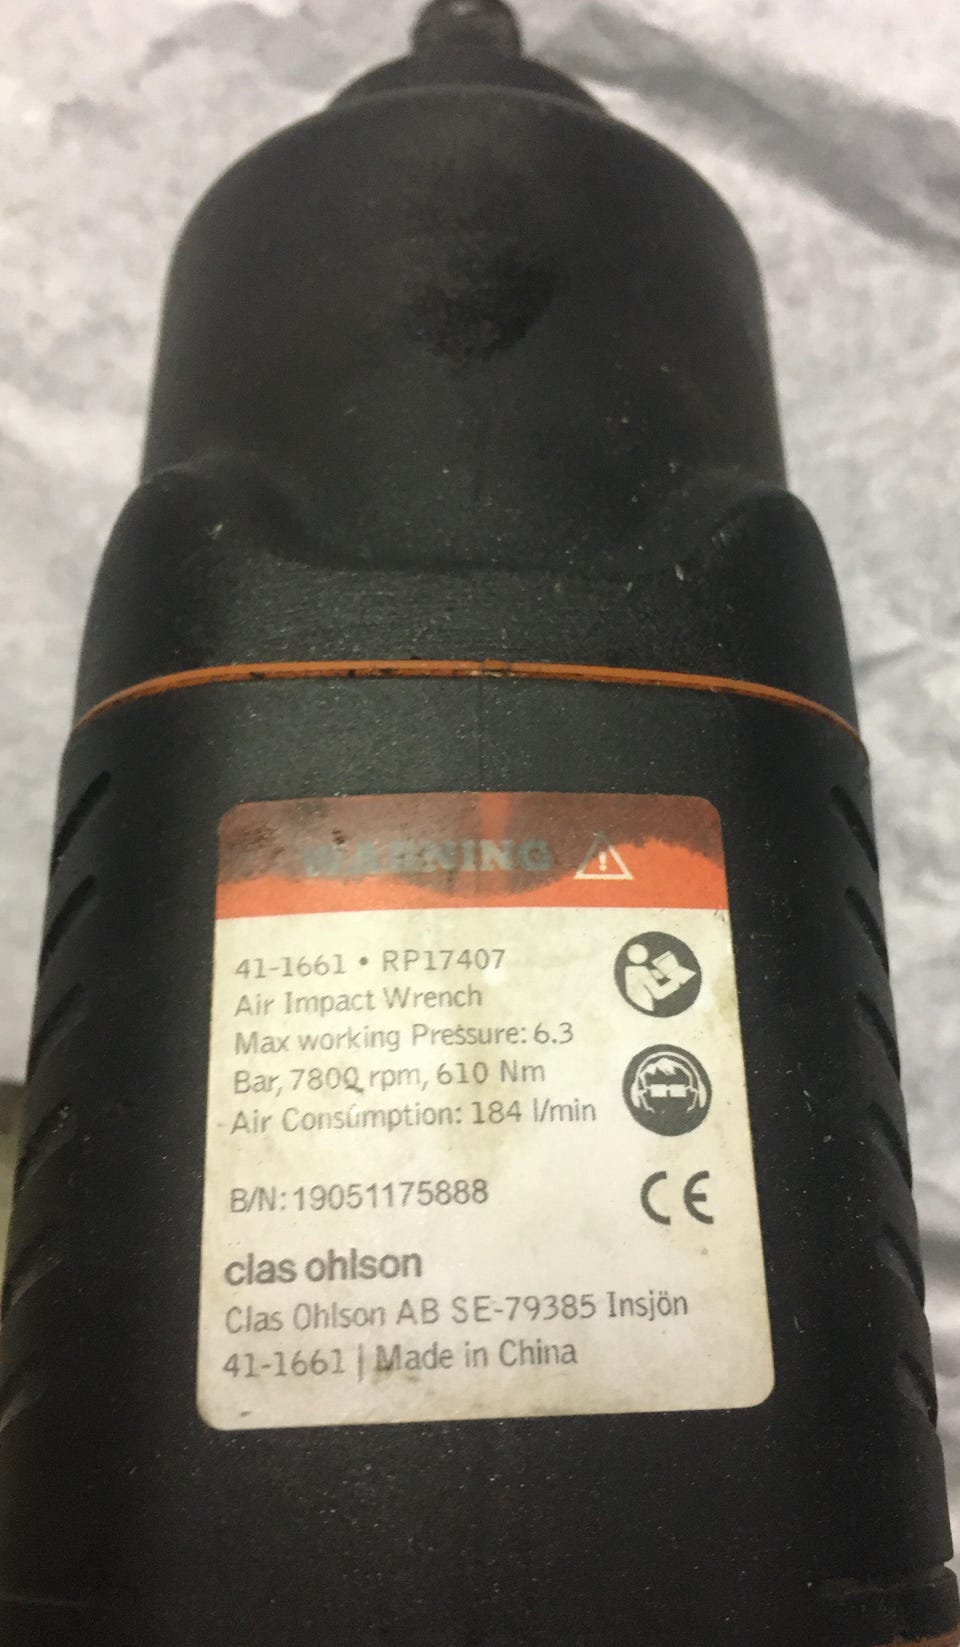 WARNING
41-1661 • RP17407
Air Impact Wrench
Max working Pressure: 6.3
Bar, 7800 rpm, 610 Nm
Air Consumption: 184 l/min
B/N: 19051175888
CE
clas ohlson
Clas Ohlson AB SE-79385 Insjön
41-1661 | Made in China